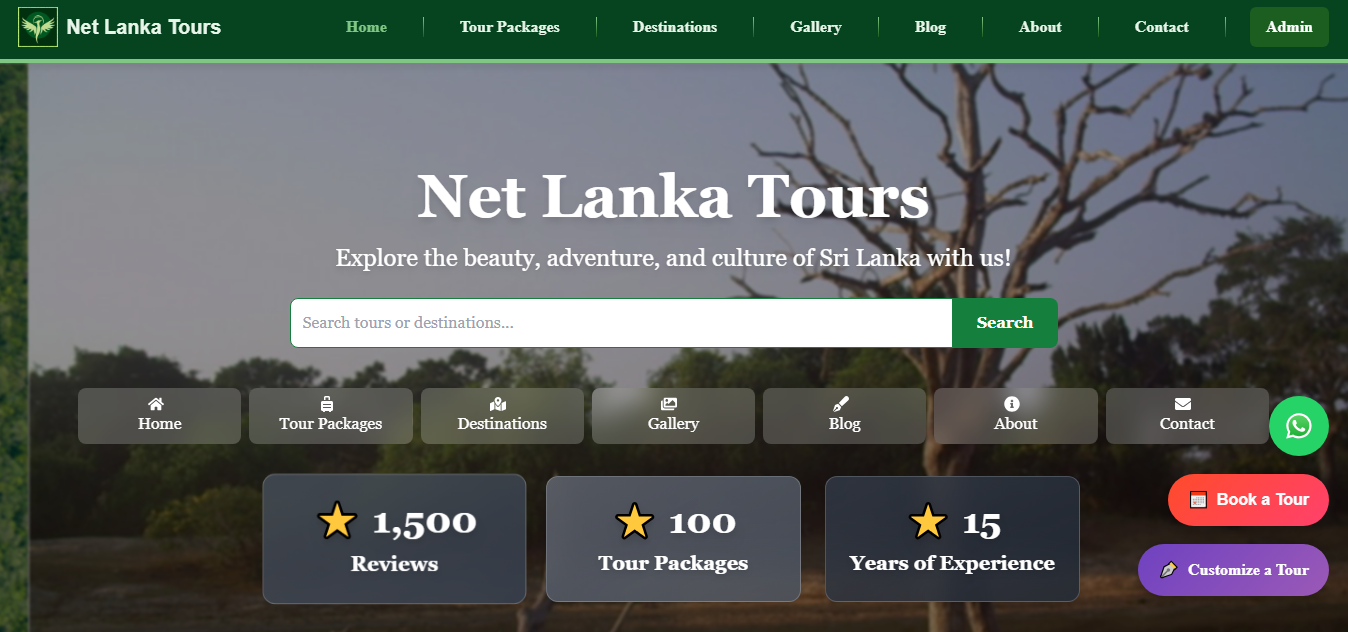 Net Lanka Tours
Home
Tour Packages
Destinations
Gallery
Blog
About
Contact
Admin
Net Lanka Tours
Explore the beauty, adventure, and culture of Sri Lanka with us!
Search tours or destinations...
Search
Home
Tour Packages
Destinations
Gallery
Blog
About
Contact
1,500
Reviews
100
Tour Packages
15
Years of Experience
Book a Tour
Customize a Tour